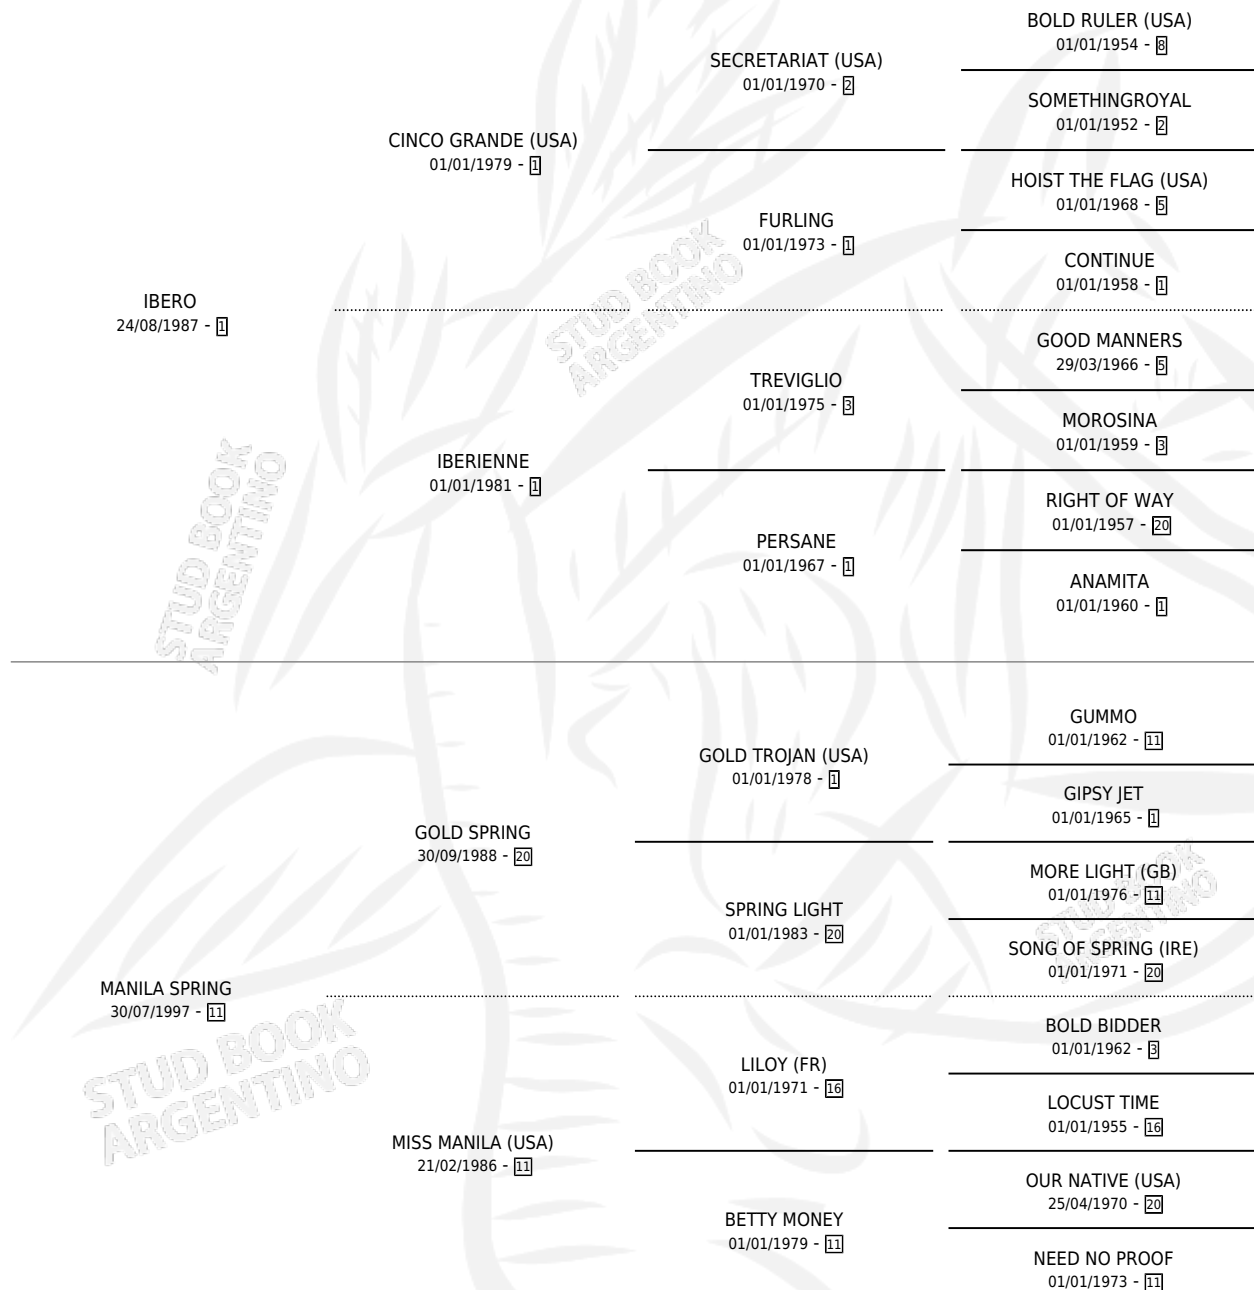 BOLD RULER (USA)
01/01/1954 - 8
SECRETARIAT (USA)
01/01/1970 - 2
SOMETHINGROYAL
01/01/1952 - 2
CINCO GRANDE (USA)
01/01/1979 - 1
HOIST THE FLAG (USA)
01/01/1968 - 5
FURLING
01/01/1973 - 1
CONTINUE
01/01/1958 - 1
IBERO
24/08/1987 - 1
GOOD MANNERS
29/03/1966 - 5
TREVIGLIO
01/01/1975 - 3
MOROSINA
01/01/1959 - 3
IBERIENNE
01/01/1981 - 1
RIGHT OF WAY
01/01/1957 - 20
PERSANE
01/01/1967 - 1
ANAMITA
01/01/1960 - 1
GUMMO
01/01/1962 - 11
GOLD TROJAN (USA)
01/01/1978 - 1
GIPSY JET
01/01/1965 - 1
GOLD SPRING
30/09/1988 - 20
MORE LIGHT (GB)
01/01/1976 - 11
SPRING LIGHT
01/01/1983 - 20
SONG OF SPRING (IRE)
01/01/1971 - 20
MANILA SPRING
30/07/1997 - 11
BOLD BIDDER
01/01/1962 - 3
LILOY (FR)
01/01/1971 - 16
LOCUST TIME
01/01/1955 - 16
MISS MANILA (USA)
21/02/1986 - 11
OUR NATIVE (USA)
25/04/1970 - 20
BETTY MONEY
01/01/1979 - 11
NEED NO PROOF
01/01/1973 - 11
STUD BOOK
ARGENTINO
STUD BOOK
ARGENTINO
STUD BOOK
ARGENTINO
STUD BOOK
ARGENTINO